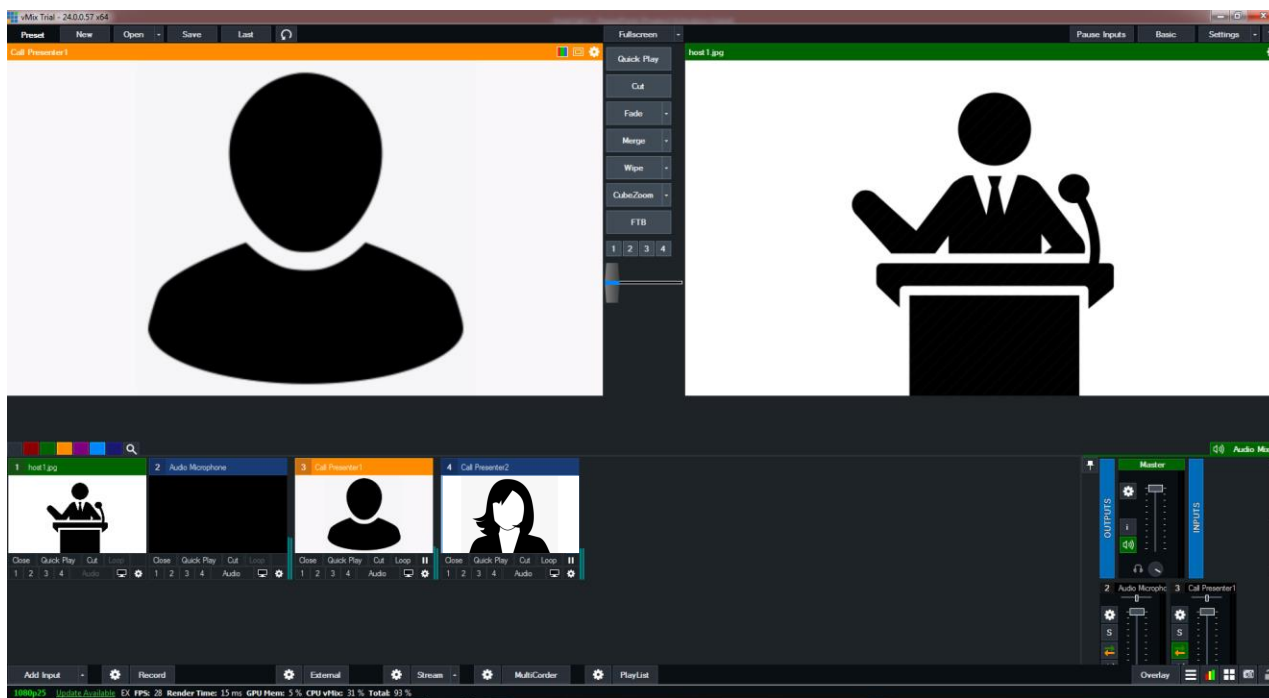 vMix Trial - 24.0.0.57 x64
Preset New Open Save Last Fullscreen Pause Inputs Basic Settings
Call Presenter1 host1.jpg
Quick Play
Cut
Fade
Merge
Wipe
CubeZoom
FTB
1 2 3 4
Audio
1 host1.jpg 2 Audio Microphone 3 Call Presenter1 4 Call Presenter2
Master
OUTPUTS
INPUTS
i
Close Quick Play Cut Loop Close Quick Play Cut Loop Close Quick Play Cut Loop Close Quick Play Cut Loop
1 2 3 4 Audio 1 2 3 4 Audio 1 2 3 4 Audio 1 2 3 4 Audio
2 Audio Micropho 3 Call Presenter1
S S
Add Input Record External Stream MultiCorder PlayList Overlay
1080p25 Update Available EX FPS: 28 Render Time: 15 ms GPU Mem: 5 % CPU vMix: 31 % Total: 93 %